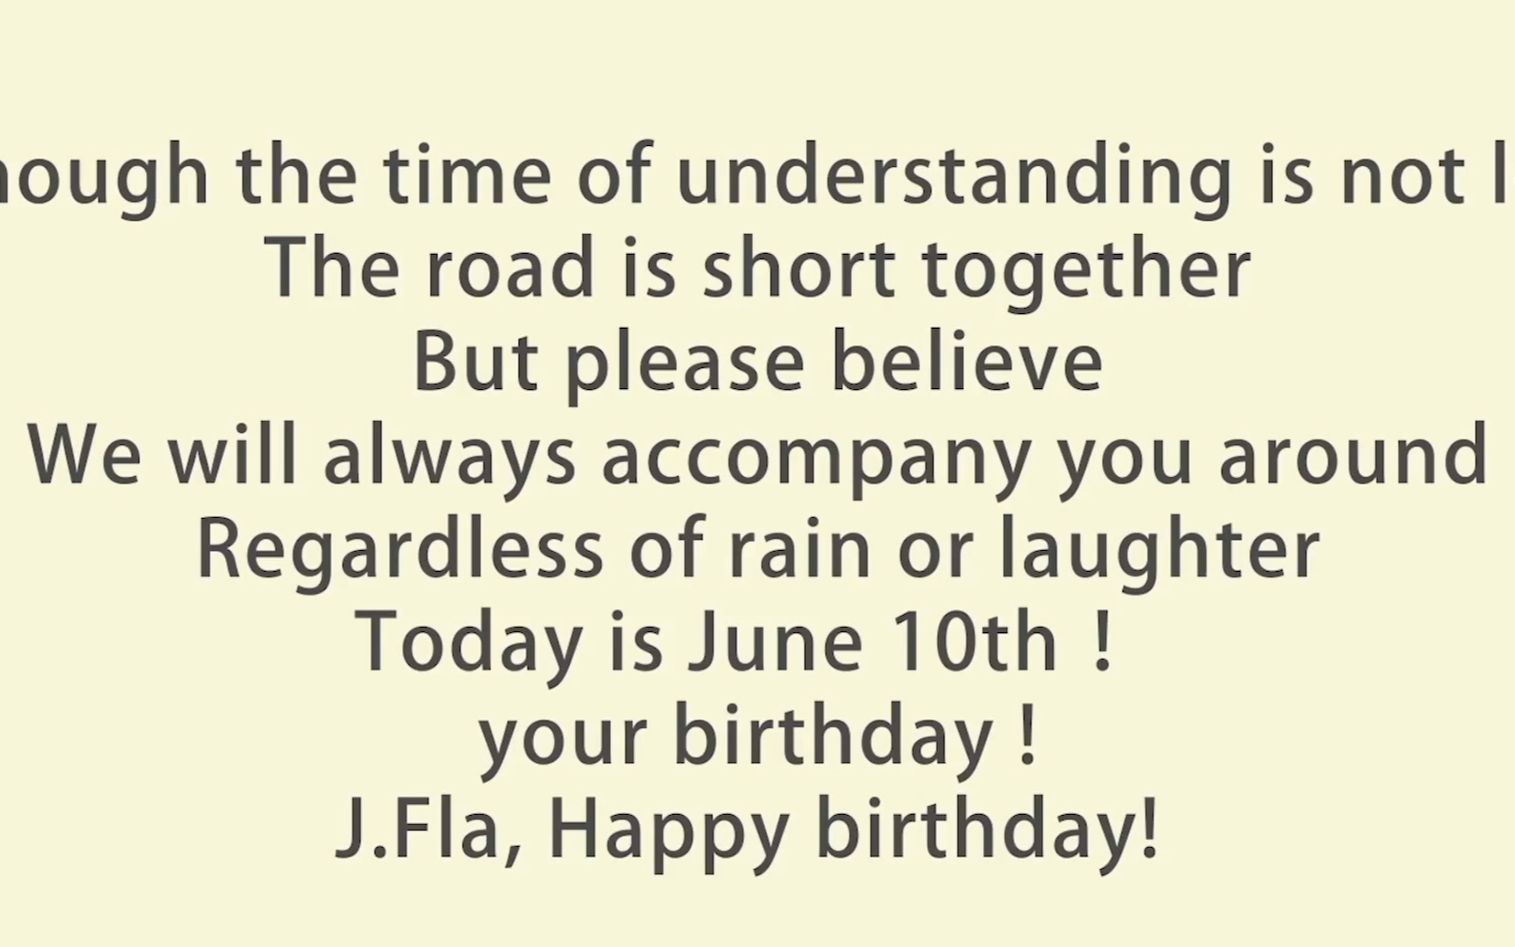 the time of understanding is not
The road is short together
But please believe
We will always accompany you around
Regardless of rain or laughter
Today is June 10th !
your birthday !
J.Fla, Happy birthday!